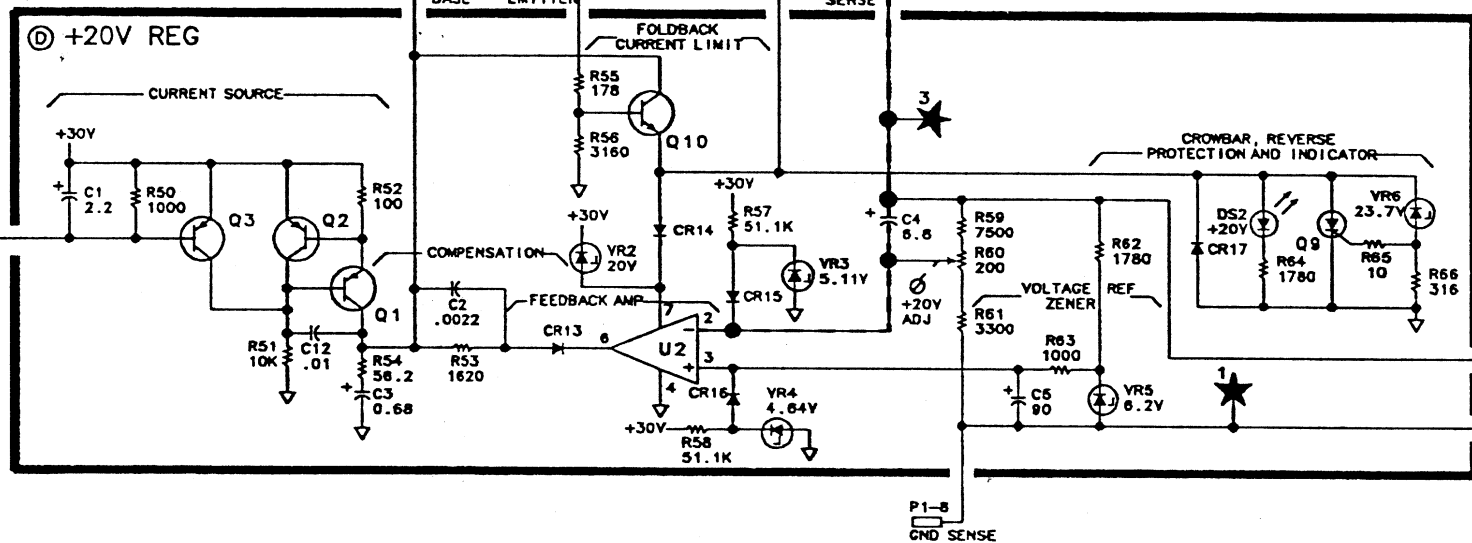 BASE EMITTER SENSE
D +20V REG
FOLDBACK
CURRENT LIMIT
CURRENT SOURCE
+30V
C1
2.2
R50
1000
Q3
Q2
R52
100
Q1
R51
10K
C12
.01
R54
56.2
C3
0.68
COMPENSATION
C2
.0022
R53
1620
R55
178
R56
3160
Q10
+30V
VR2
20V
CR14
FEEDBACK AMP
CR13
6
7
2
3
4
U2
+30V
R57
51.1K
CR15
VR3
5.11V
CR16
VR4
4.64V
+30V
R58
51.1K
3
C4
6.8
R59
7500
R60
200
Ø
+20V
ADJ
R61
3300
VOLTAGE REF
ZENER
R62
1780
R63
1000
C5
90
VR5
6.2V
1
CROWBAR, REVERSE
PROTECTION AND INDICATOR
CR17
DS2
+20V
R64
1780
Q9
R65
10
VR6
23.7V
R66
316
P1-8
GND SENSE